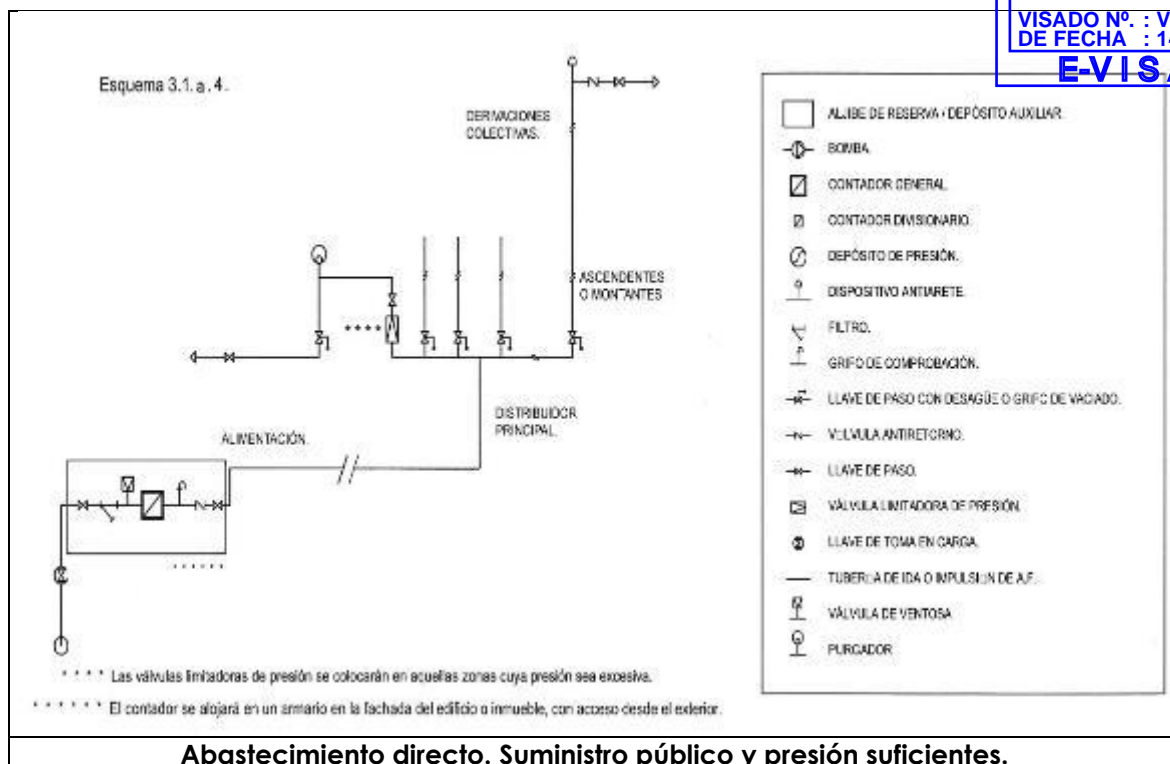 VISADO Nº. : V
DE FECHA : 14
E-VISA
Esquema 3.1.a.4.
DERIVACIONES
COLECTIVAS.
ASCENDENTES
O MONTANTES
* * * *
DISTRIBUIDOR
PRINCIPAL.
ALIMENTACIÓN.
* * * * * *
* * * * Las válvulas limitadoras de presión se colocarán en aquellas zonas cuya presión sea excesiva.
* * * * * * El contador se alojará en un armario en la fachada del edificio o inmueble, con acceso desde el exterior.
ALJIBE DE RESERVA / DEPÓSITO AUXILIAR.
BOMBA.
CONTADOR GENERAL.
CONTADOR DIVISIONARIO.
DEPÓSITO DE PRESIÓN.
DISPOSITIVO ANTIARETE.
FILTRO.
GRIFO DE COMPROBACIÓN.
LLAVE DE PASO CON DESAGÜE O GRIFO DE VACIADO.
VÁLVULA ANTIRETORNO.
LLAVE DE PASO.
VÁLVULA LIMITADORA DE PRESIÓN.
LLAVE DE TOMA EN CARGA.
TUBERÍA DE IDA O IMPULSIÓN DE A.F.
VÁLVULA DE VENTOSA
PURGADOR
Abastecimiento directo. Suministro público y presión suficientes.